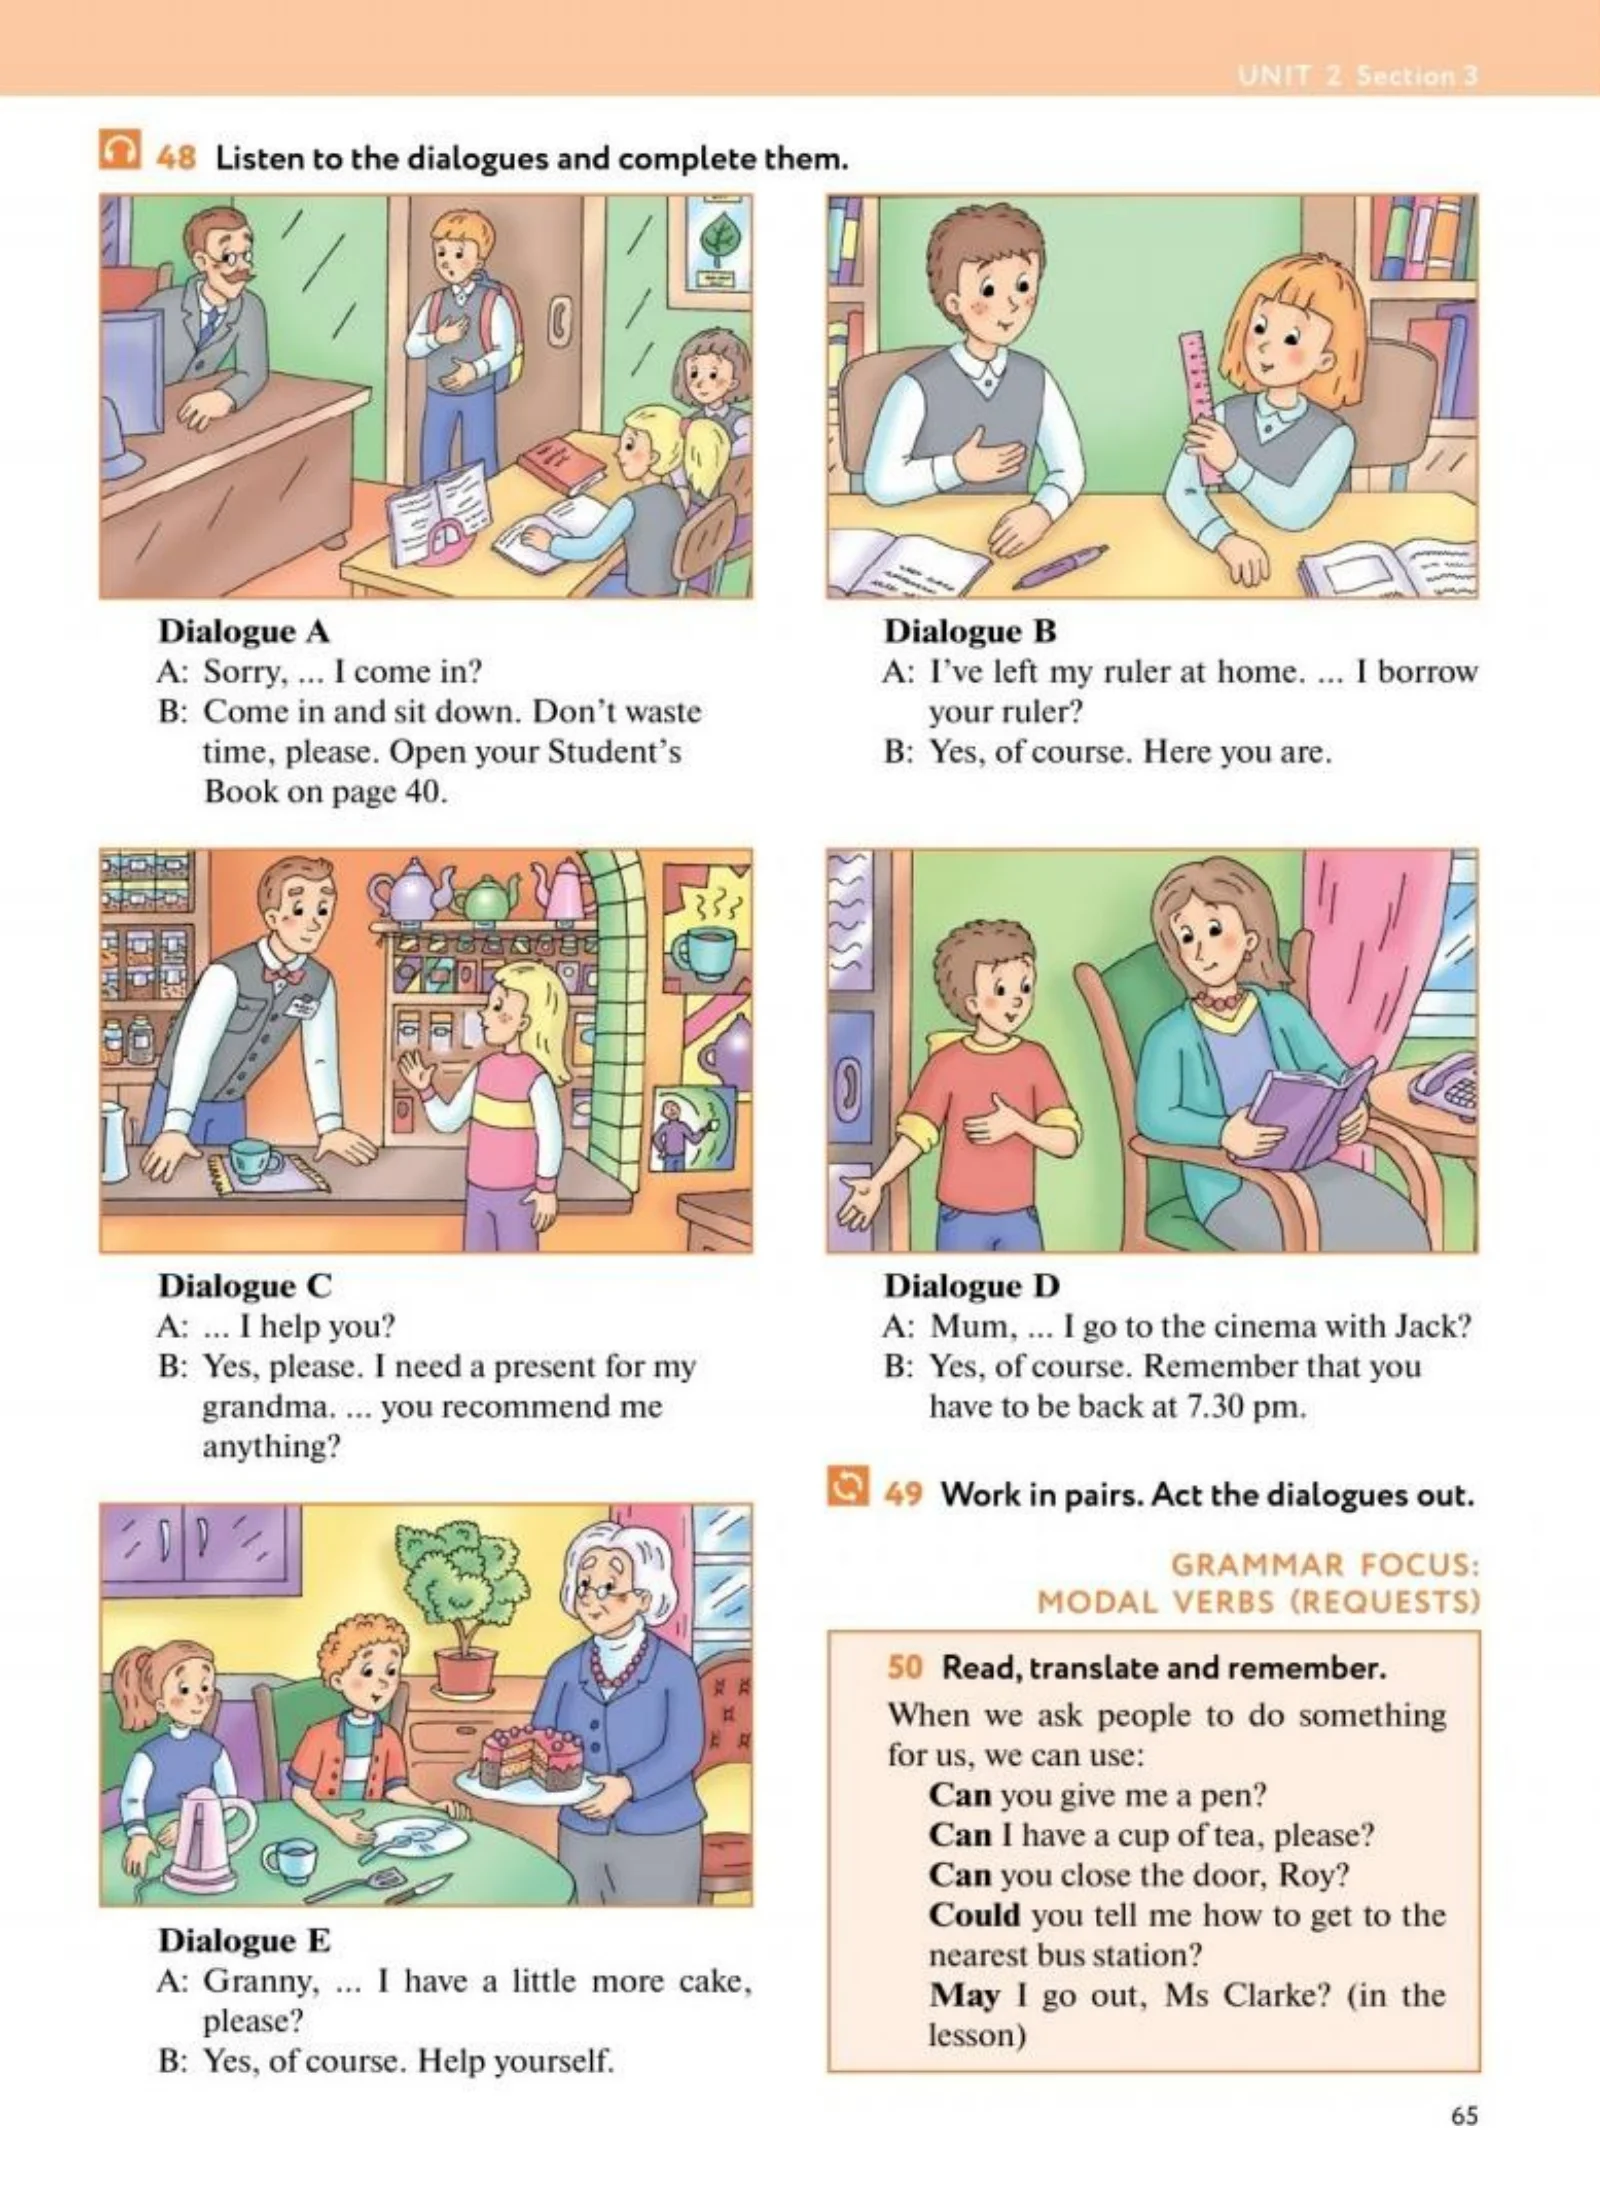 UNIT 2 Section 3
48 Listen to the dialogues and complete them.
Dialogue A
A: Sorry, ... I come in?
B: Come in and sit down. Don't waste
time, please. Open your Student's
Book on page 40.
Dialogue B
A: I've left my ruler at home. ... I borrow
your ruler?
B: Yes, of course. Here you are.
Dialogue C
A: ... I help you?
B: Yes, please. I need a present for my
grandma. ... you recommend me
anything?
Dialogue D
A: Mum, ... I go to the cinema with Jack?
B: Yes, of course. Remember that you
have to be back at 7.30 pm.
Dialogue E
A: Granny, ... I have a little more cake,
please?
B: Yes, of course. Help yourself.
49 Work in pairs. Act the dialogues out.
GRAMMAR FOCUS:
MODAL VERBS (REQUESTS)
50 Read, translate and remember.
When we ask people to do something
for us, we can use:
Can you give me a pen?
Can I have a cup of tea, please?
Can you close the door, Roy?
Could you tell me how to get to the
nearest bus station?
May I go out, Ms Clarke? (in the
lesson)
65